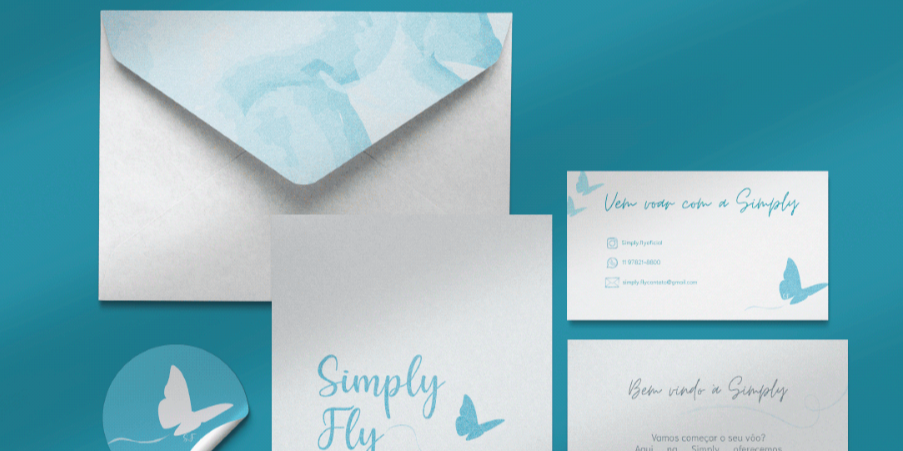 Vem voar com a Simply
Simply.flyoficial
11 97821-8800
simply.flycontato@gmail.com
Simply
Fly
Bem vindo à Simply
Vamos começar o seu vôo?
Aqui na Simply oferecemos